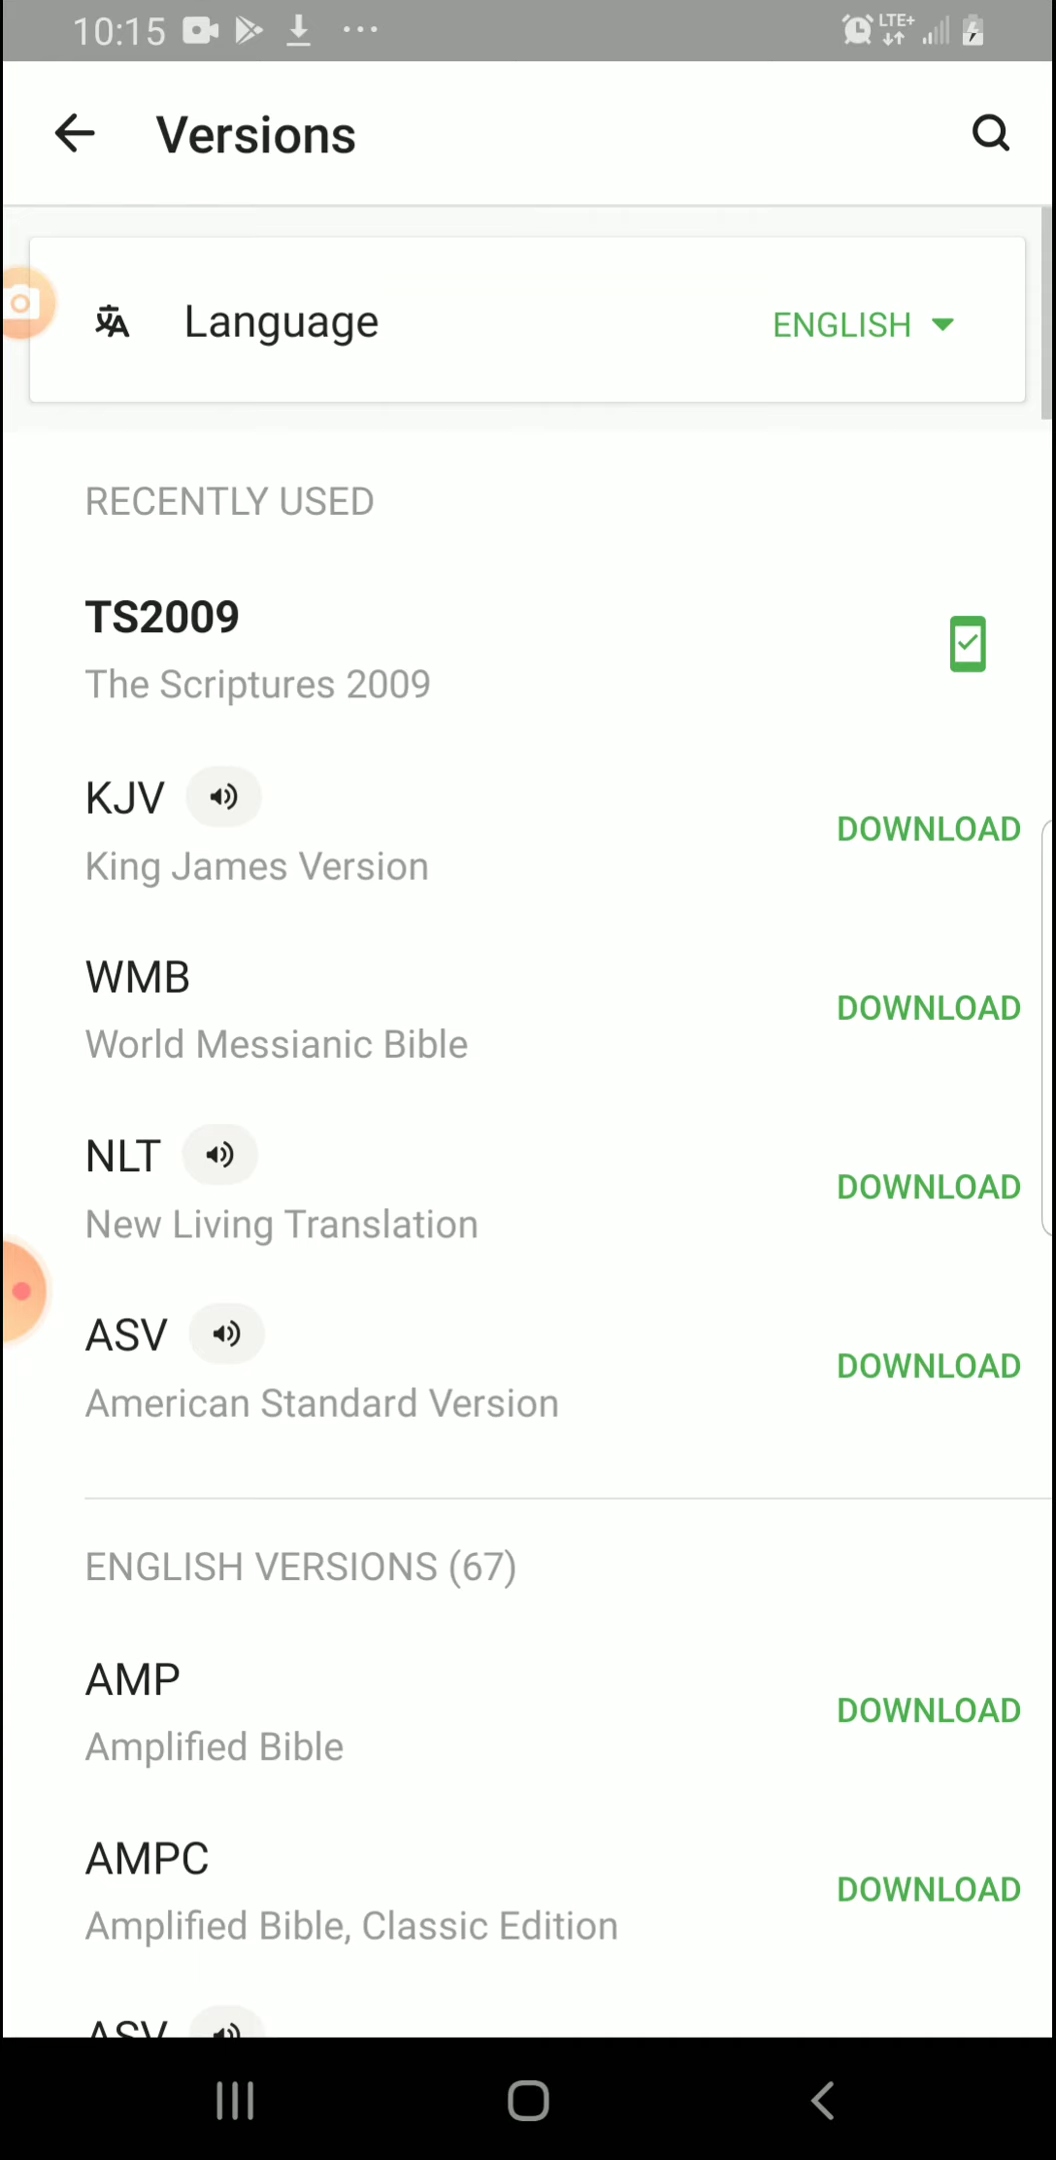 10:15
LTE+
Versions
Language
ENGLISH
RECENTLY USED
TS2009
The Scriptures 2009
KJV
DOWNLOAD
King James Version
WMB
DOWNLOAD
World Messianic Bible
NLT
DOWNLOAD
New Living Translation
ASV
DOWNLOAD
American Standard Version
ENGLISH VERSIONS (67)
AMP
DOWNLOAD
Amplified Bible
AMPC
DOWNLOAD
Amplified Bible, Classic Edition
ASV